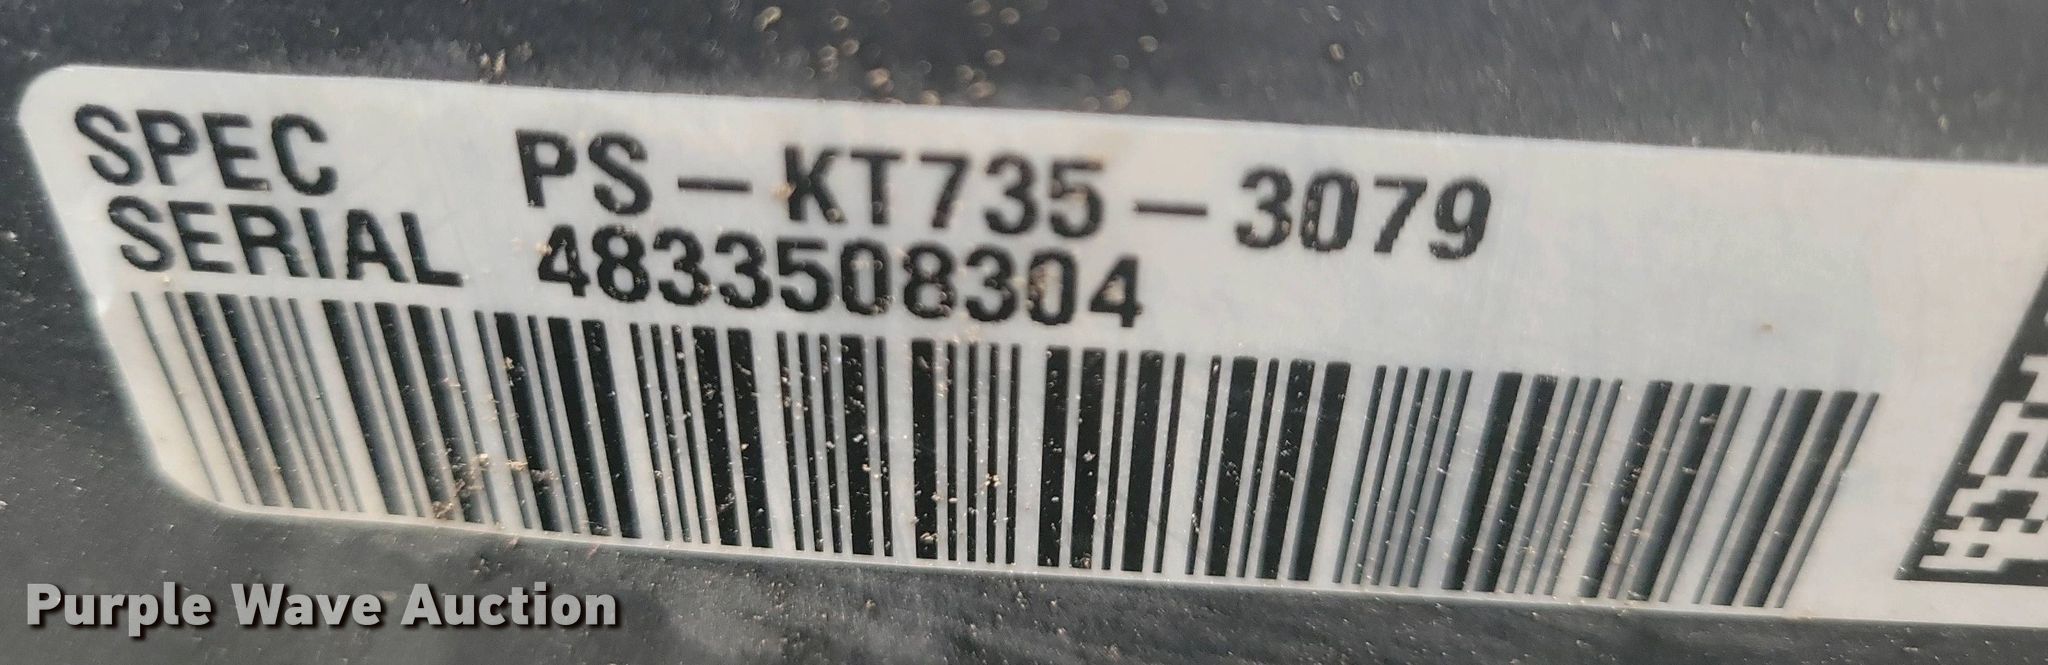 SPEC PS-KT735-3079
SERIAL 4833508304
Purple Wave Auction